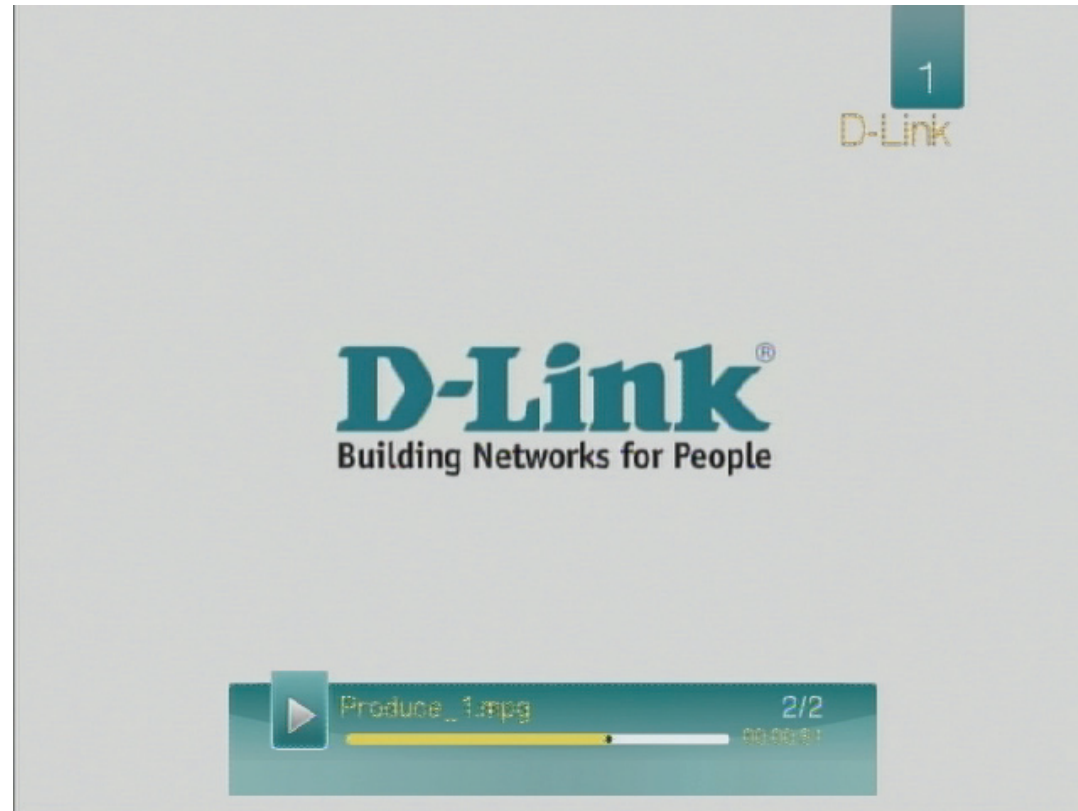 1
D-Link
D-Link®
Building Networks for People
Produce_1.mpg
2/2